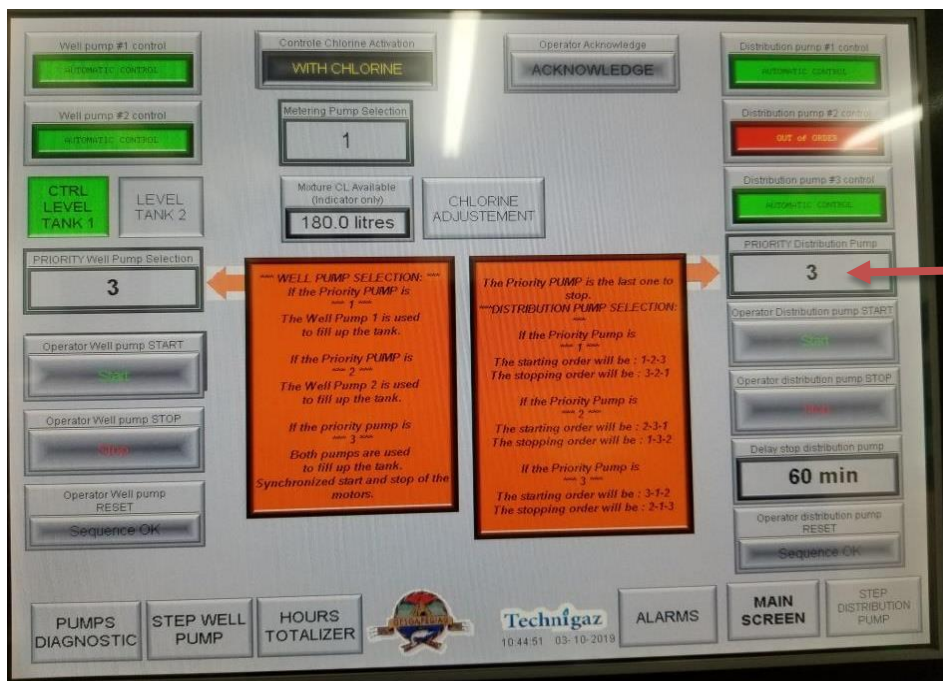 Well pump #1 control
AUTOMATIC CONTROL
Well pump #2 control
AUTOMATIC CONTROL
CTRL
LEVEL
TANK 1
LEVEL
TANK 2
PRIORITY Well Pump Selection
3
Operator Well pump START
Start
Operator Well pump STOP
Stop
Operator Well pump
RESET
Sequence OK
Controle Chlorine Activation
WITH CHLORINE
Metering Pump Selection
1
Mixture CL Available
(Indicator only)
180.0 litres
CHLORINE
ADJUSTEMENT
Operator Acknowledge
ACKNOWLEDGE
*** WELL PUMP SELECTION: ***
If the Priority PUMP is
*** 1 ***
The Well Pump 1 is used
to fill up the tank.
If the Priority PUMP is
*** 2 ***
The Well Pump 2 is used
to fill up the tank.
If the priority pump is
*** 3 ***
Both pumps are used
to fill up the tank.
Synchronized start and stop of the
motors.
The Priority PUMP is the last one to
stop.
***DISTRIBUTION PUMP SELECTION:
***
If the Priority Pump is
*** 1 ***
The starting order will be : 1-2-3
The stopping order will be : 3-2-1
If the Priority Pump is
*** 2 ***
The starting order will be : 2-3-1
The stopping order will be : 1-3-2
If the Priority Pump is
*** 3 ***
The starting order will be : 3-1-2
The stopping order will be : 2-1-3
Distribution pump #1 control
AUTOMATIC CONTROL
Distribution pump #2 control
OUT of ORDER
Distribution pump #3 control
AUTOMATIC CONTROL
PRIORITY Distribution Pump
3
Operator Distribution pump START
Start
Operator distribution pump STOP
Stop
Delay stop distribution pump
60 min
Operator distribution pump
RESET
Sequence OK
PUMPS
DIAGNOSTIC
STEP WELL
PUMP
HOURS
TOTALIZER
Technigaz
10:44:51 03-10-2019
ALARMS
MAIN
SCREEN
STEP
DISTRIBUTION
PUMP